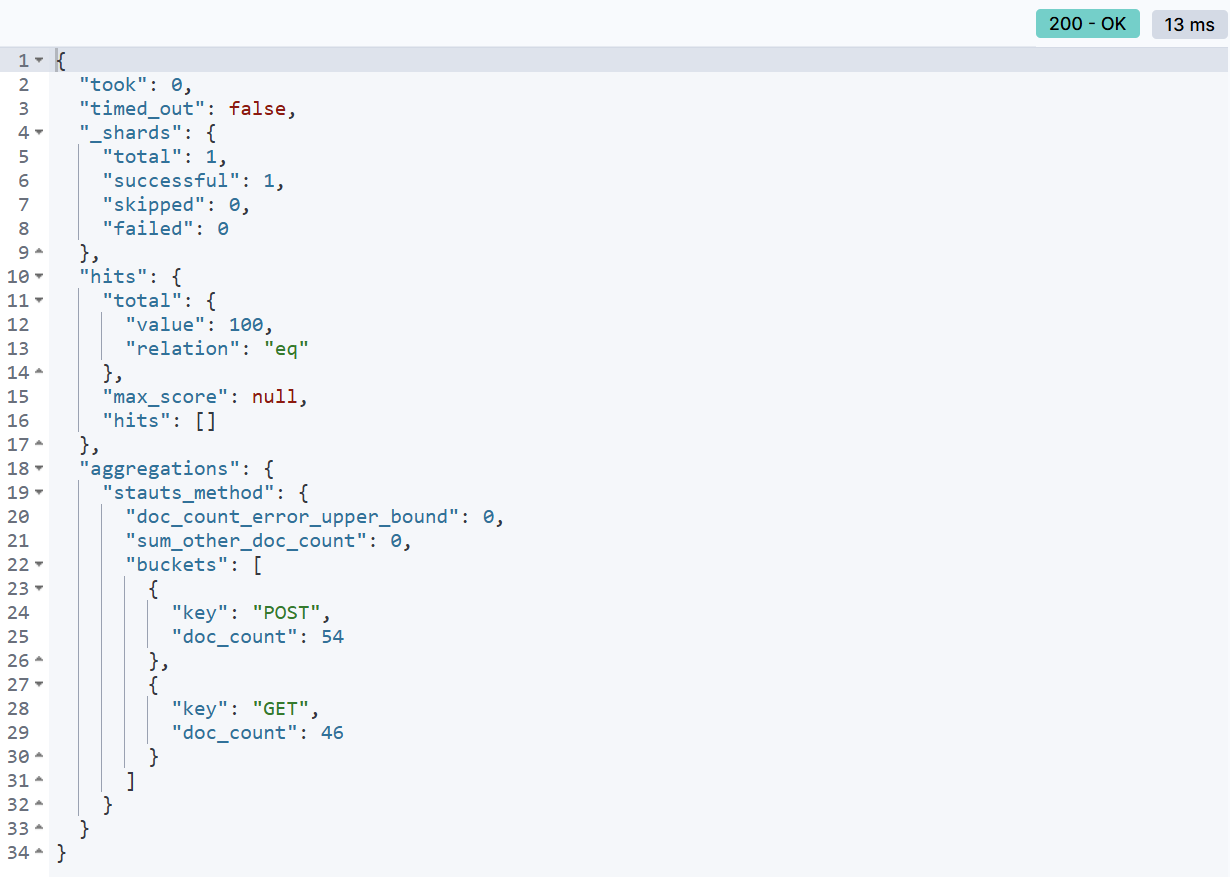 200 - OK 13 ms
1 {
2 "took": 0,
3 "timed_out": false,
4 "_shards": {
5 "total": 1,
6 "successful": 1,
7 "skipped": 0,
8 "failed": 0
9 },
10 "hits": {
11 "total": {
12 "value": 100,
13 "relation": "eq"
14 },
15 "max_score": null,
16 "hits": []
17 },
18 "aggregations": {
19 "stauts_method": {
20 "doc_count_error_upper_bound": 0,
21 "sum_other_doc_count": 0,
22 "buckets": [
23 {
24 "key": "POST",
25 "doc_count": 54
26 },
27 {
28 "key": "GET",
29 "doc_count": 46
30 }
31 ]
32 }
33 }
34 }